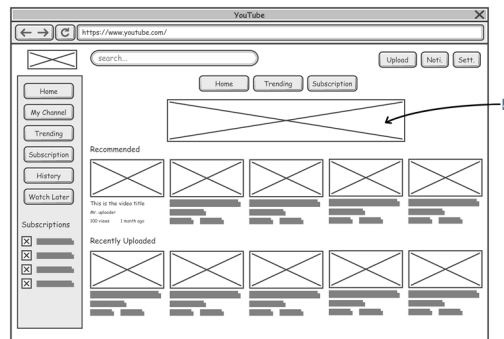 YouTube
https://www.youtube.com/
search...
Upload Noti. Sett.
Home Trending Subscription
Home
My Channel
Trending
Subscription
History
Watch Later
Subscriptions
Recommended
This is the video title
Mr. uploader
100 views 1 month ago
Recently Uploaded